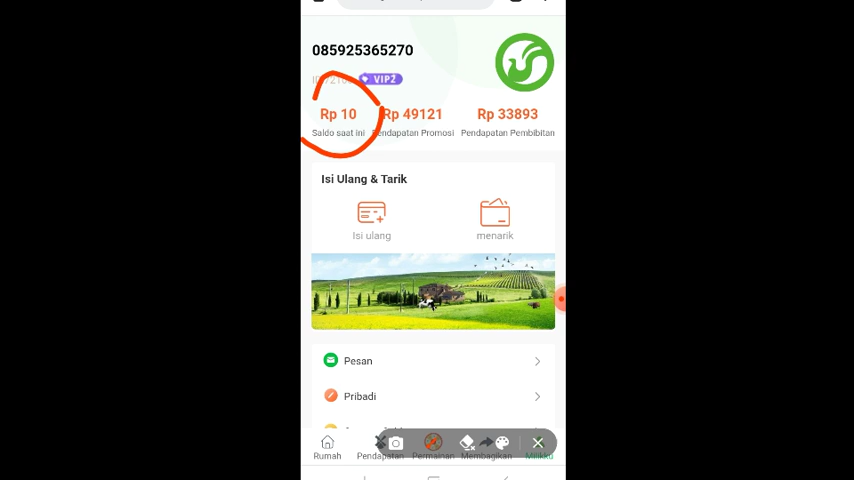 085925365270
VIP2
Rp 10
Rp 49121
Rp 33893
Saldo saat ini
Pendapatan Promosi
Pendapatan Pembibitan
Isi Ulang & Tarik
Isi ulang
menarik
Pesan
Pribadi
Rumah
Pendapatan
Permainan
Membagikan
Milikku